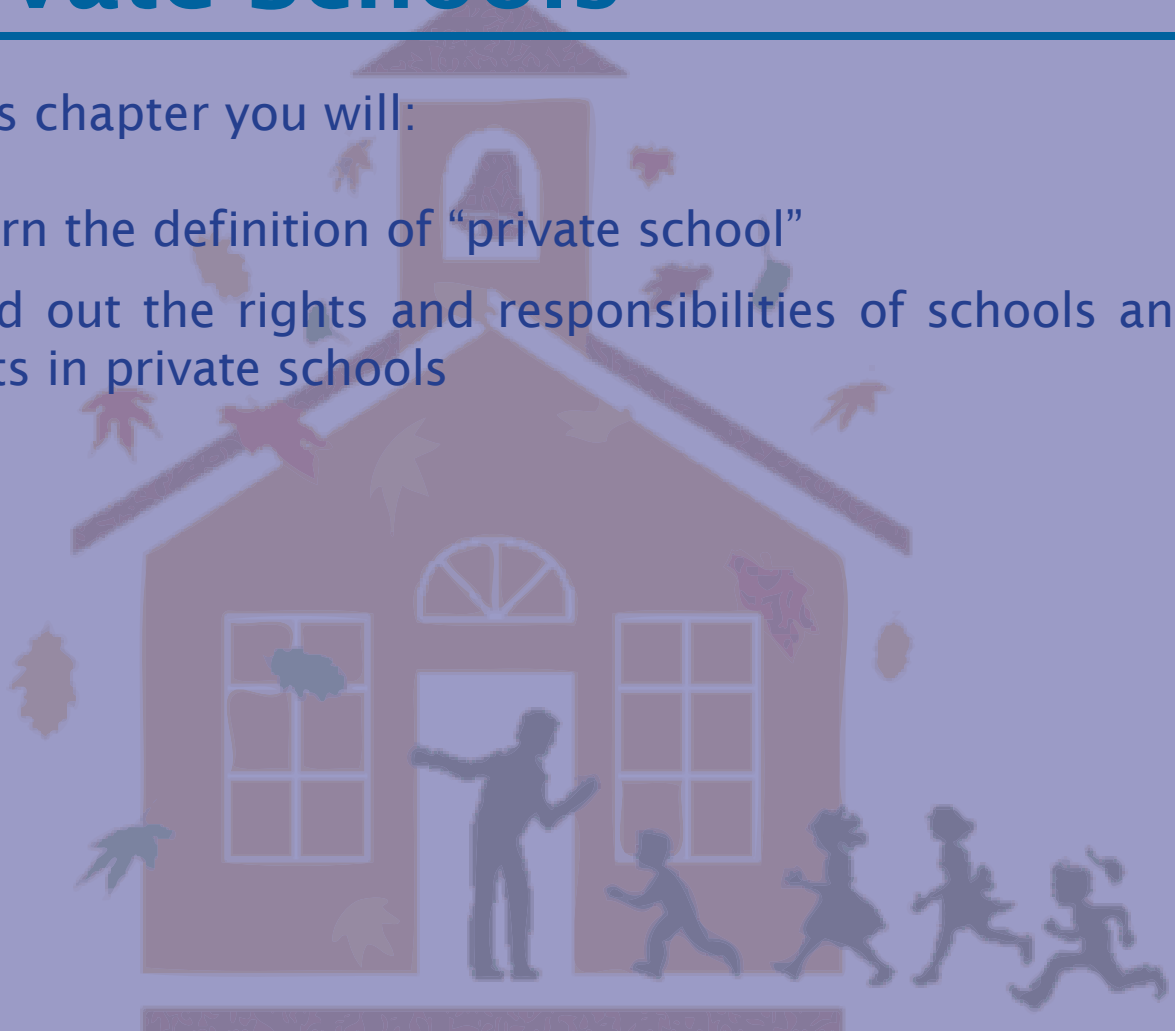 vate Schools
s chapter you will:
rn the definition of “private school”
d out the rights and responsibilities of schools an
ts in private schools